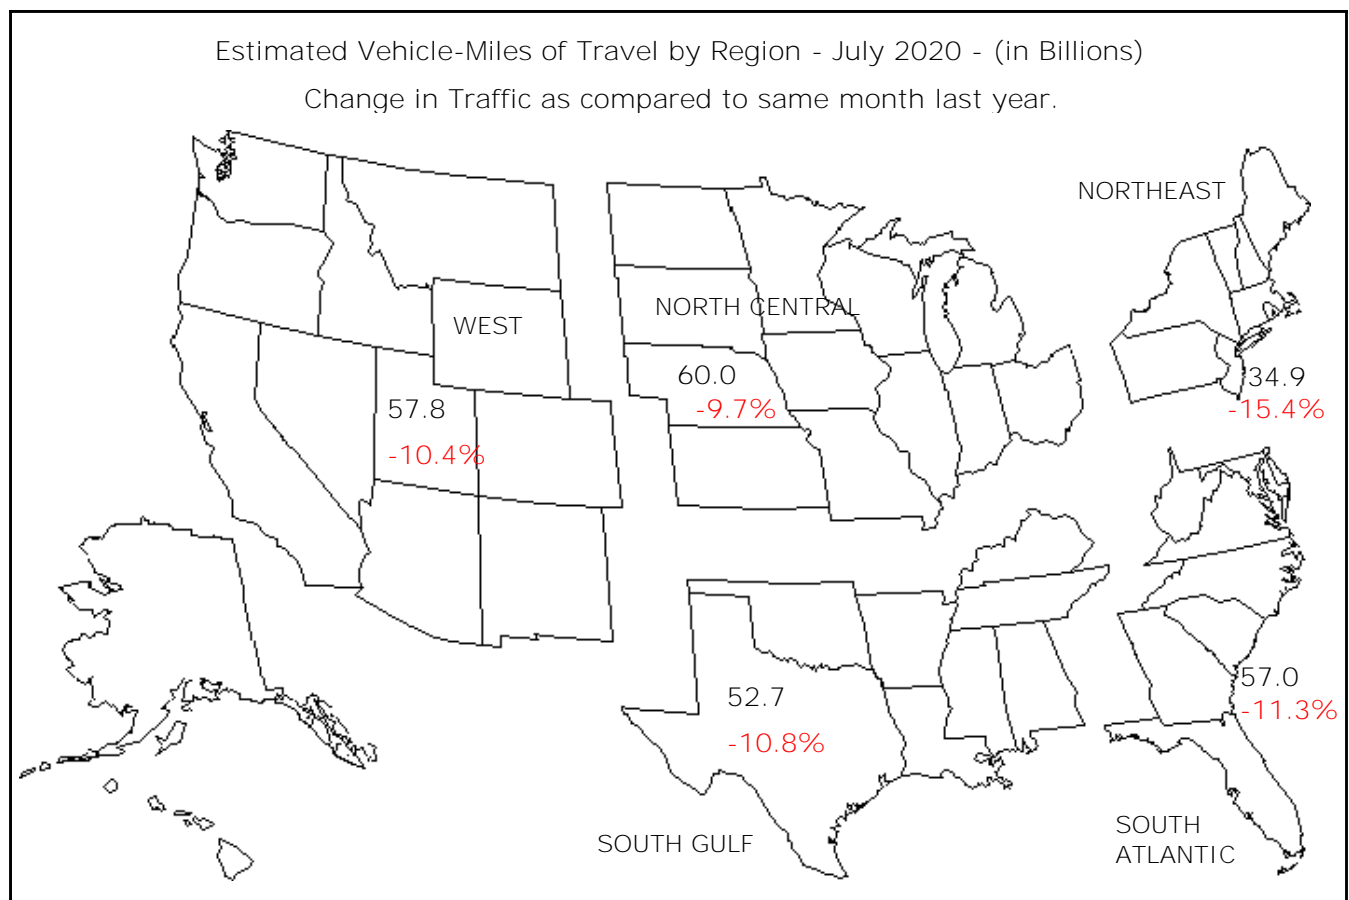 Estimated Vehicle-Miles of Travel by Region - July 2020 - (in Billions)
Change in Traffic as compared to same month last year.
NORTHEAST
34.9
-15.4%
NORTH CENTRAL
60.0
-9.7%
WEST
57.8
-10.4%
SOUTH GULF
52.7
-10.8%
SOUTH
ATLANTIC
57.0
-11.3%